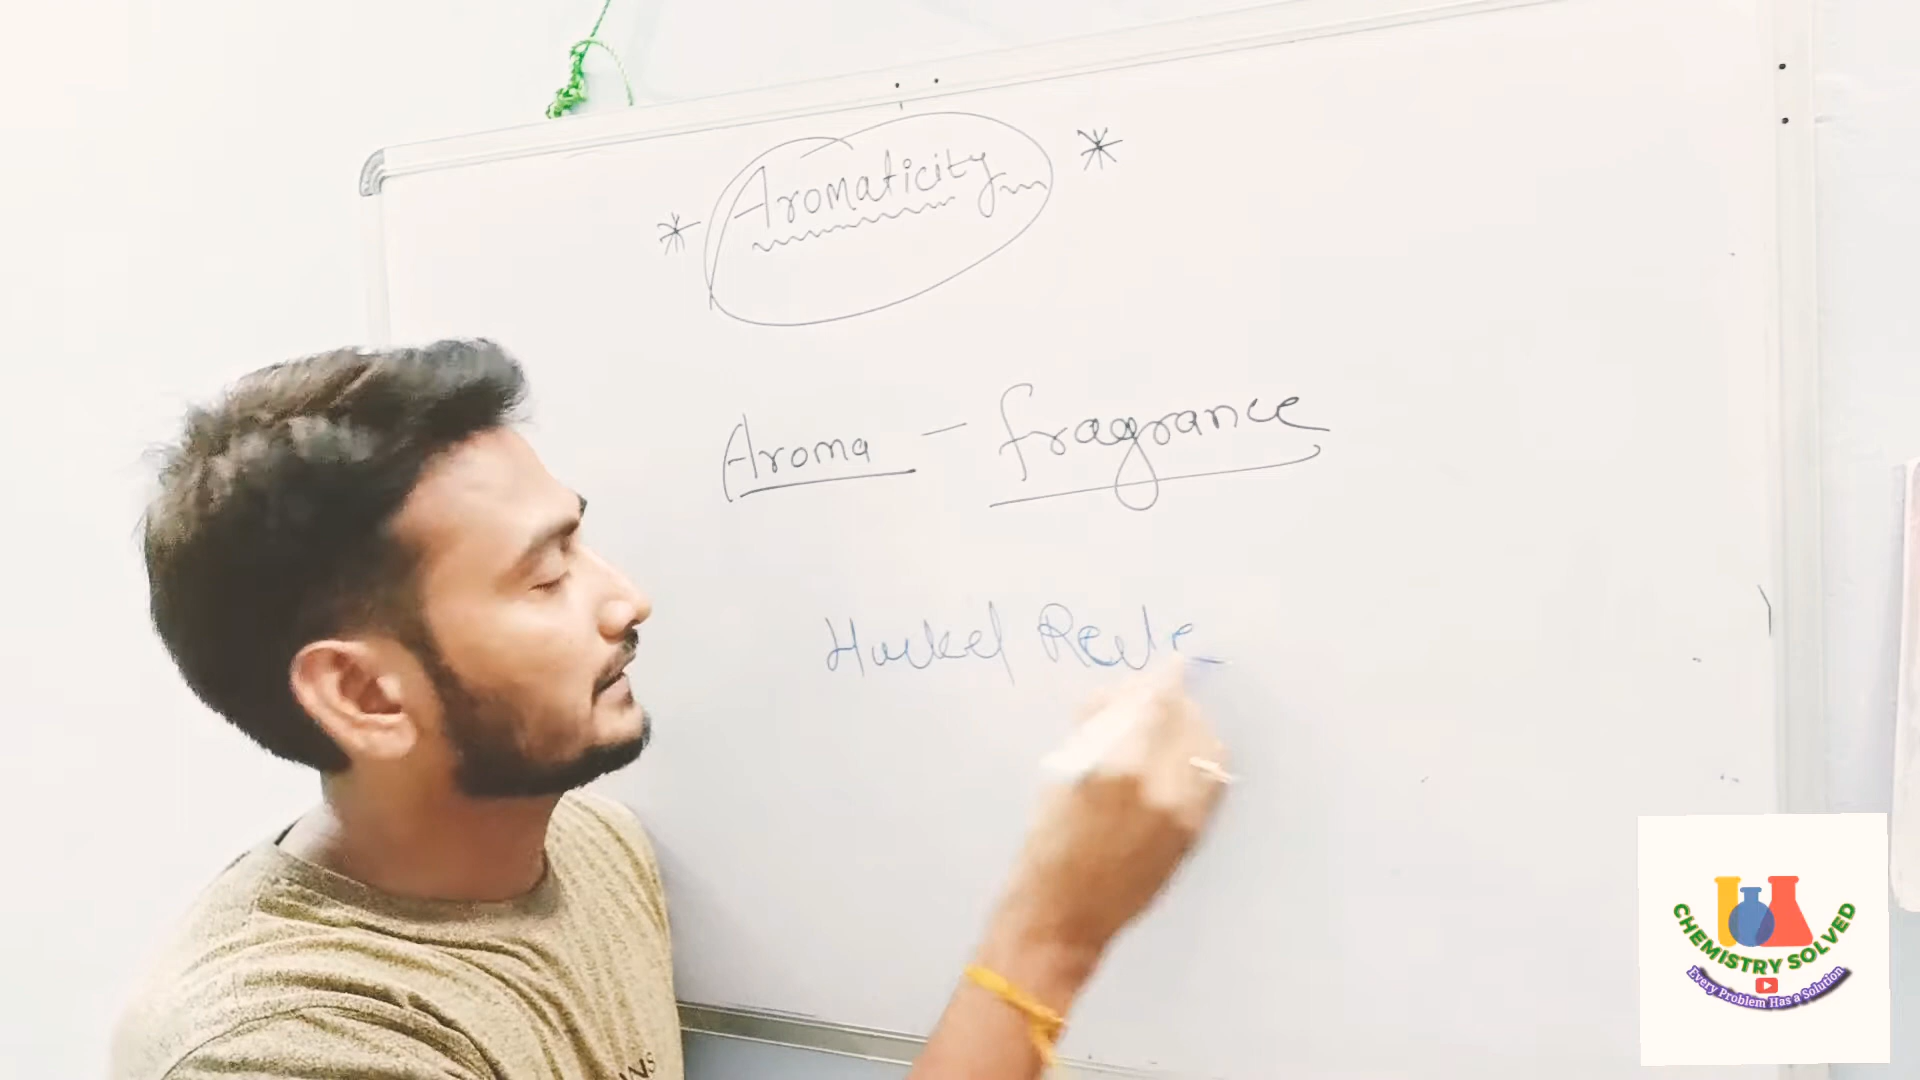 * Aromaticity *
Aroma - fragrance
Huckel Rule
CHEMISTRY SOLVED
Every Problem Has a Solution